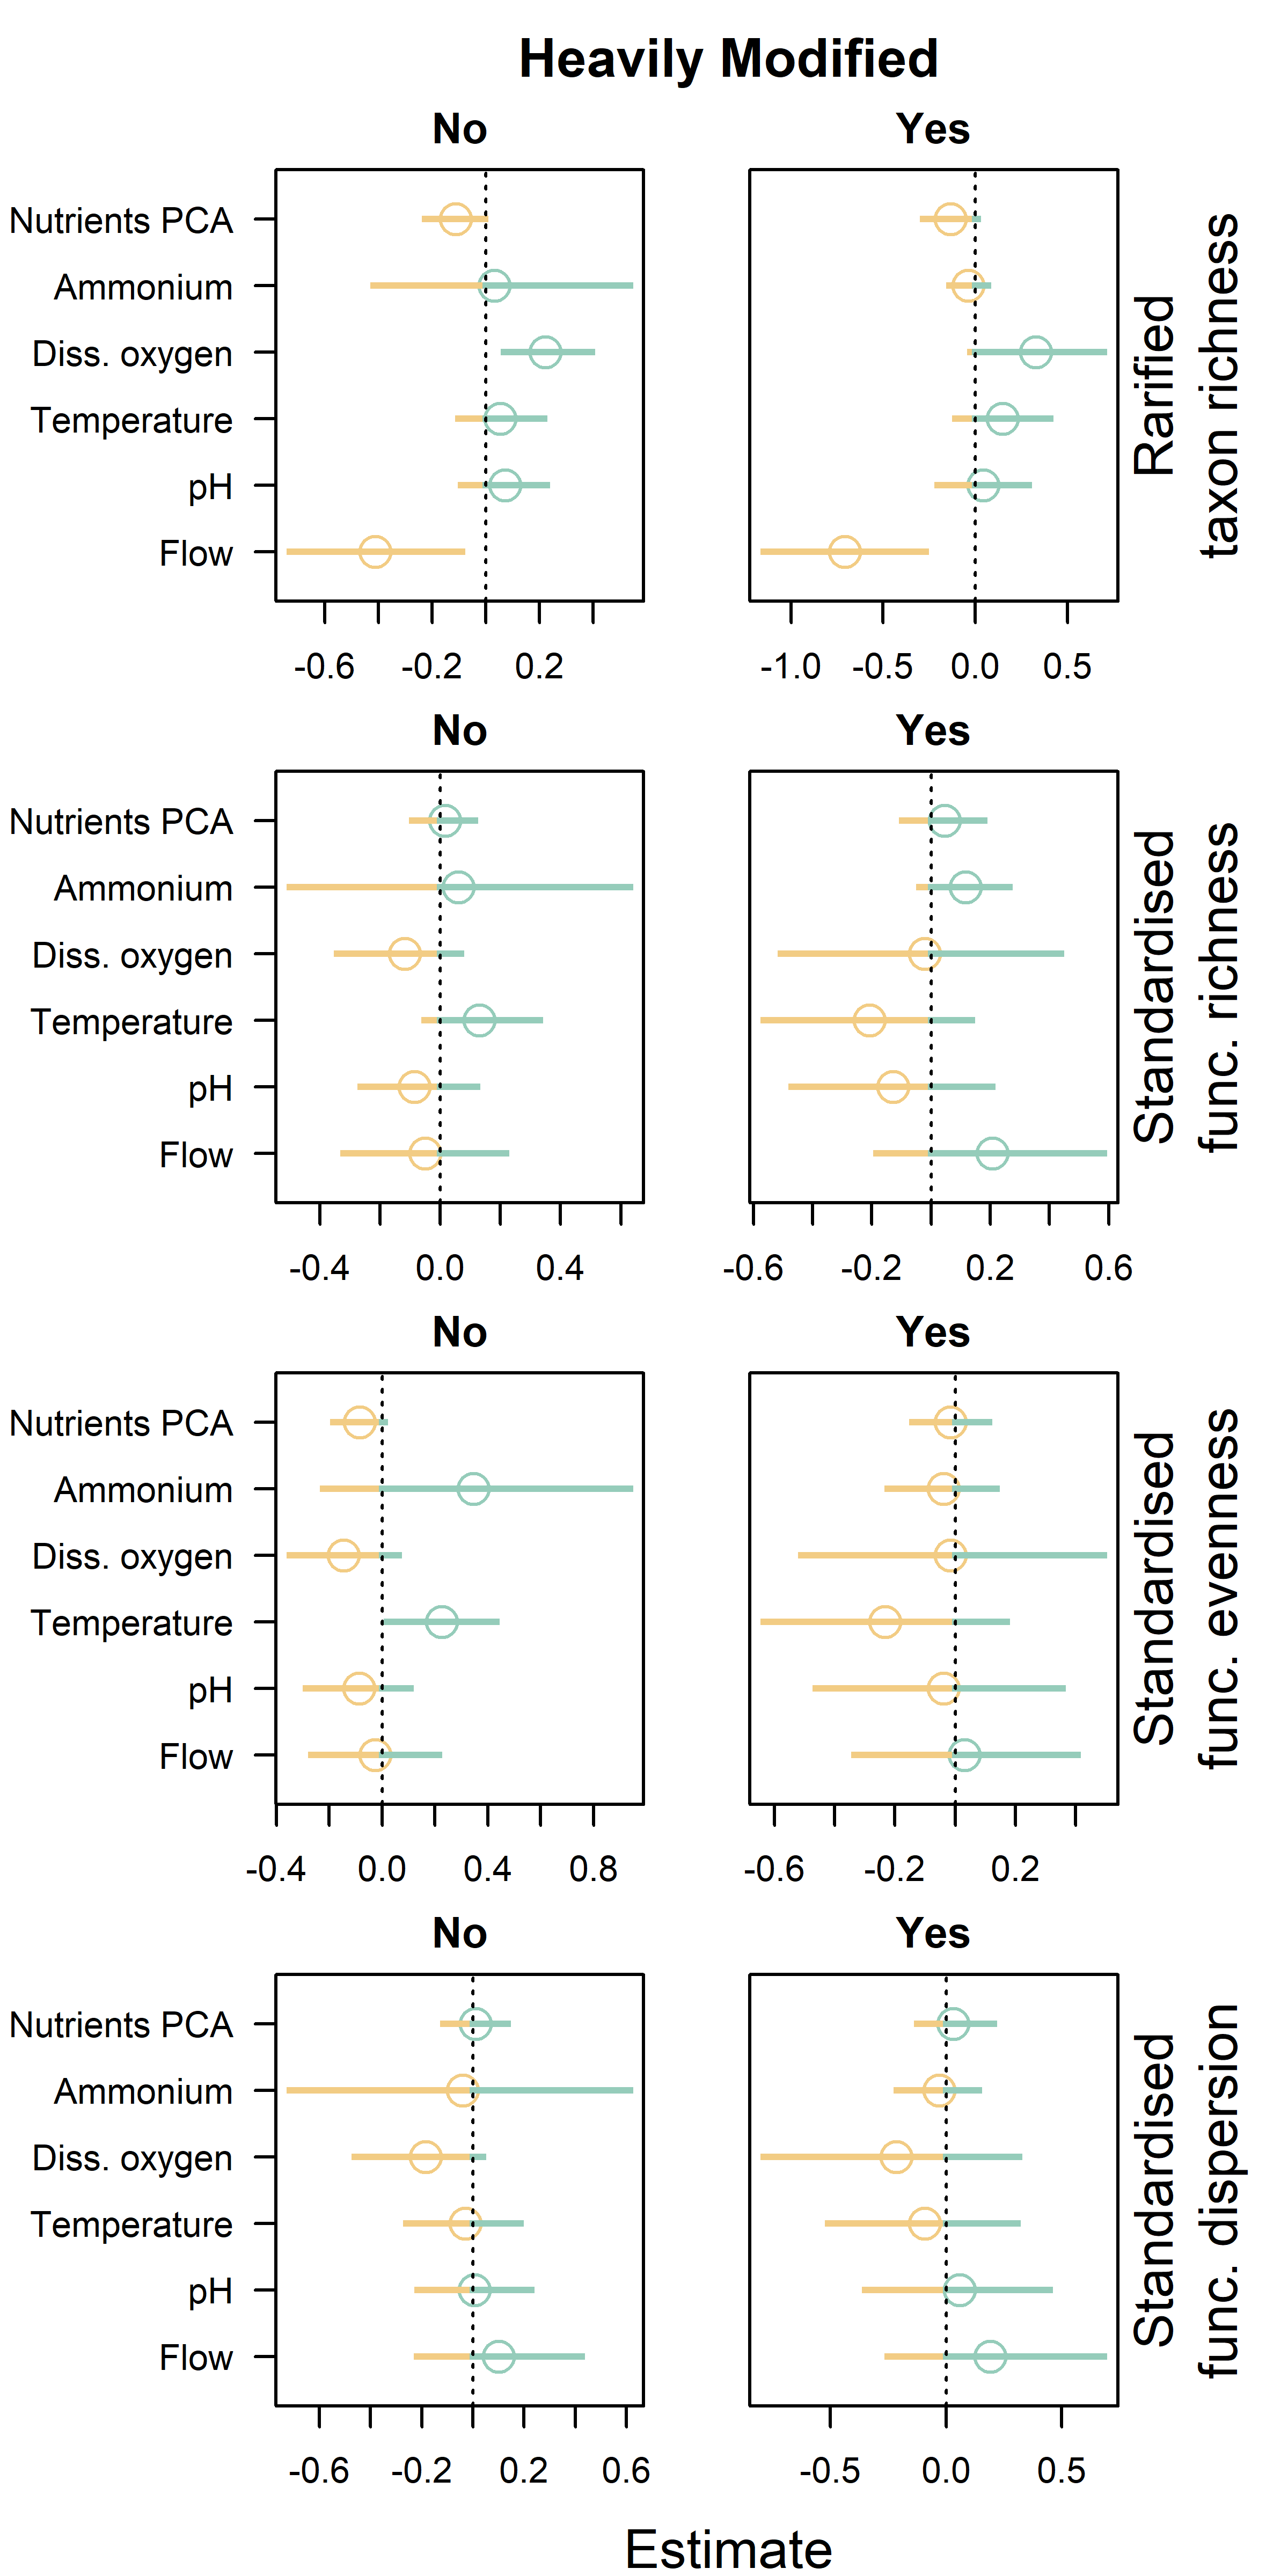 Heavily Modified
No
Yes
Nutrients PCA
Ammonium
Diss. oxygen
Temperature
pH
Flow
-0.6 -0.2 0.2
-1.0 -0.5 0.0 0.5
Rarified
taxon richness
No
Yes
Nutrients PCA
Ammonium
Diss. oxygen
Temperature
pH
Flow
-0.4 0.0 0.4
-0.6 -0.2 0.2 0.6
Standardised
func. richness
No
Yes
Nutrients PCA
Ammonium
Diss. oxygen
Temperature
pH
Flow
-0.4 0.0 0.4 0.8
-0.6 -0.2 0.2
Standardised
func. evenness
No
Yes
Nutrients PCA
Ammonium
Diss. oxygen
Temperature
pH
Flow
-0.6 -0.2 0.2 0.6
-0.5 0.0 0.5
Standardised
func. dispersion
Estimate